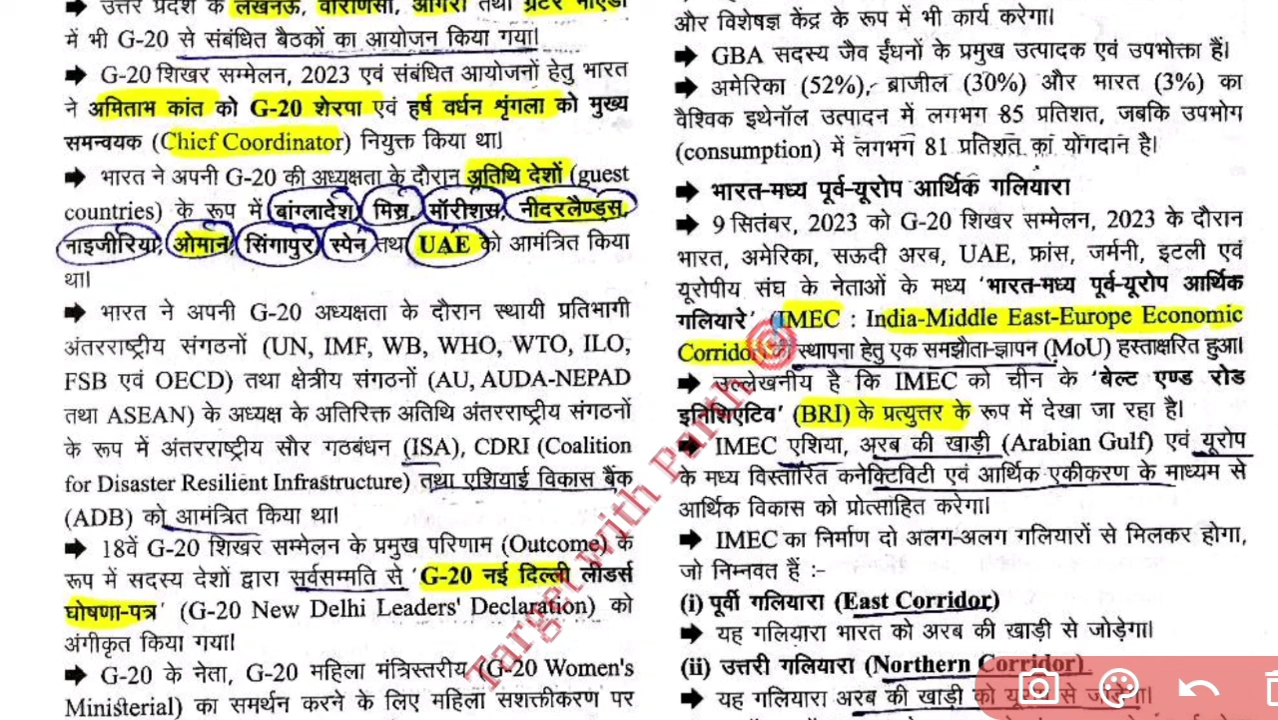 उत्तर प्रदेश के लखनऊ, वाराणसी, आगरा तथा ग्रेटर नोएडा
में भी G-20 से संबंधित बैठकों का आयोजन किया गया।
➡ G-20 शिखर सम्मेलन, 2023 एवं संबंधित आयोजनों हेतु भारत
ने अमिताभ कांत को G-20 शेरपा एवं हर्ष वर्धन शृंगला को मुख्य
समन्वयक (Chief Coordinator) नियुक्त किया था।
➡ भारत ने अपनी G-20 की अध्यक्षता के दौरान अतिथि देशों (guest
countries) के रूप में बांग्लादेश, मिस्र, मॉरीशस, नीदरलैण्ड्स,
नाइजीरिया, ओमान, सिंगापुर, स्पेन तथा UAE को आमंत्रित किया
था।
➡ भारत ने अपनी G-20 अध्यक्षता के दौरान स्थायी प्रतिभागी
अंतरराष्ट्रीय संगठनों (UN, IMF, WB, WHO, WTO, ILO,
FSB एवं OECD) तथा क्षेत्रीय संगठनों (AU, AUDA-NEPAD
तथा ASEAN) के अध्यक्ष के अतिरिक्त अतिथि अंतरराष्ट्रीय संगठनों
के रूप में अंतरराष्ट्रीय सौर गठबंधन (ISA), CDRI (Coalition
for Disaster Resilient Infrastructure) तथा एशियाई विकास बैंक
(ADB) को आमंत्रित किया था।
➡ 18वें G-20 शिखर सम्मेलन के प्रमुख परिणाम (Outcome) के
रूप में सदस्य देशों द्वारा सर्वसम्मति से 'G-20 नई दिल्ली लीडर्स
घोषणा-पत्र' (G-20 New Delhi Leaders' Declaration) को
अंगीकृत किया गया।
➡ G-20 के नेता, G-20 महिला मंत्रिस्तरीय (G-20 Women's
Ministerial) का समर्थन करने के लिए महिला सशक्तीकरण पर
और विशेषज्ञ केंद्र के रूप में भी कार्य करेगा।
➡ GBA सदस्य जैव ईंधनों के प्रमुख उत्पादक एवं उपभोक्ता हैं।
➡ अमेरिका (52%), ब्राजील (30%) और भारत (3%) का
वैश्विक इथेनॉल उत्पादन में लगभग 85 प्रतिशत, जबकि उपभोग
(consumption) में लगभग 81 प्रतिशत का योगदान है।
➡ भारत-मध्य पूर्व-यूरोप आर्थिक गलियारा
➡ 9 सितंबर, 2023 को G-20 शिखर सम्मेलन, 2023 के दौरान
भारत, अमेरिका, सऊदी अरब, UAE, फ्रांस, जर्मनी, इटली एवं
यूरोपीय संघ के नेताओं के मध्य 'भारत-मध्य पूर्व-यूरोप आर्थिक
गलियारे' (IMEC : India-Middle East-Europe Economic
Corridor) की स्थापना हेतु एक समझौता-ज्ञापन (MoU) हस्ताक्षरित हुआ।
➡ उल्लेखनीय है कि IMEC को चीन के 'बेल्ट एण्ड रोड
इनिशिएटिव' (BRI) के प्रत्युत्तर के रूप में देखा जा रहा है।
➡ IMEC एशिया, अरब की खाड़ी (Arabian Gulf) एवं यूरोप
के मध्य विस्तारित कनेक्टिविटी एवं आर्थिक एकीकरण के माध्यम से
आर्थिक विकास को प्रोत्साहित करेगा।
➡ IMEC का निर्माण दो अलग-अलग गलियारों से मिलकर होगा,
जो निम्नवत हैं :-
(i) पूर्वी गलियारा (East Corridor)
➡ यह गलियारा भारत को अरब की खाड़ी से जोड़ेगा।
(ii) उत्तरी गलियारा (Northern Corridor)
➡ यह गलियारा अरब की खाड़ी को यूरोप से जोड़ेगा।
Target with Parth